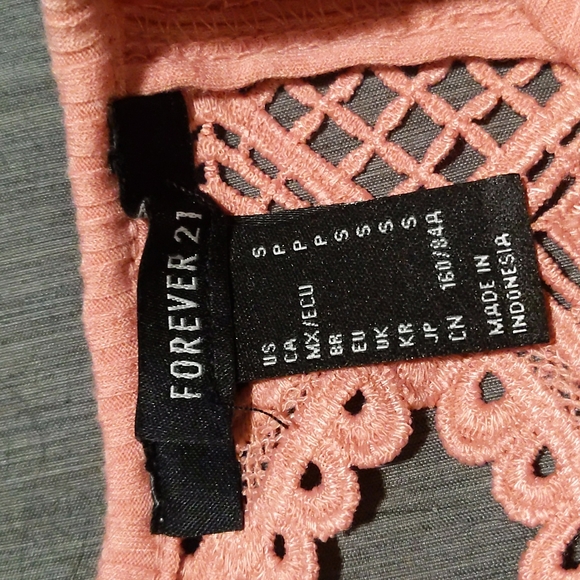 FOREVER 21
US S
CA P
MX/ECU P
BR P
EU S
UK S
KR S
JP S
CN 160/84A
MADE IN
INDONESIA